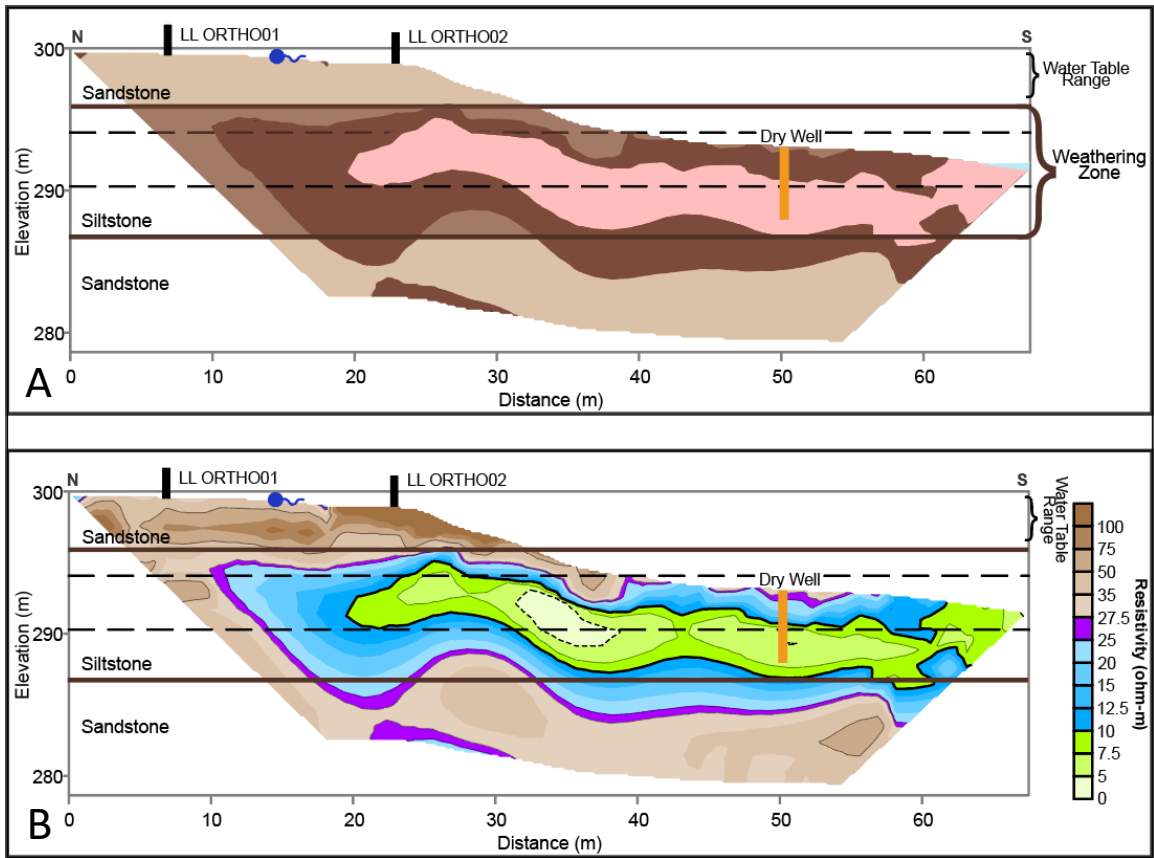 N
LL ORTHO01
LL ORTHO02
S
300
Water Table
Range
Sandstone
Dry Well
Weathering
Zone
290
Elevation (m)
Siltstone
Sandstone
280
A
0
10
20
30
40
50
60
Distance (m)
N
LL ORTHO01
LL ORTHO02
S
300
Water Table
Range
Sandstone
100
75
50
35
27.5
25
20
15
12.5
10
7.5
5
0
Resistivity (ohm-m)
Dry Well
290
Elevation (m)
Siltstone
Sandstone
280
B
0
10
20
30
40
50
60
Distance (m)